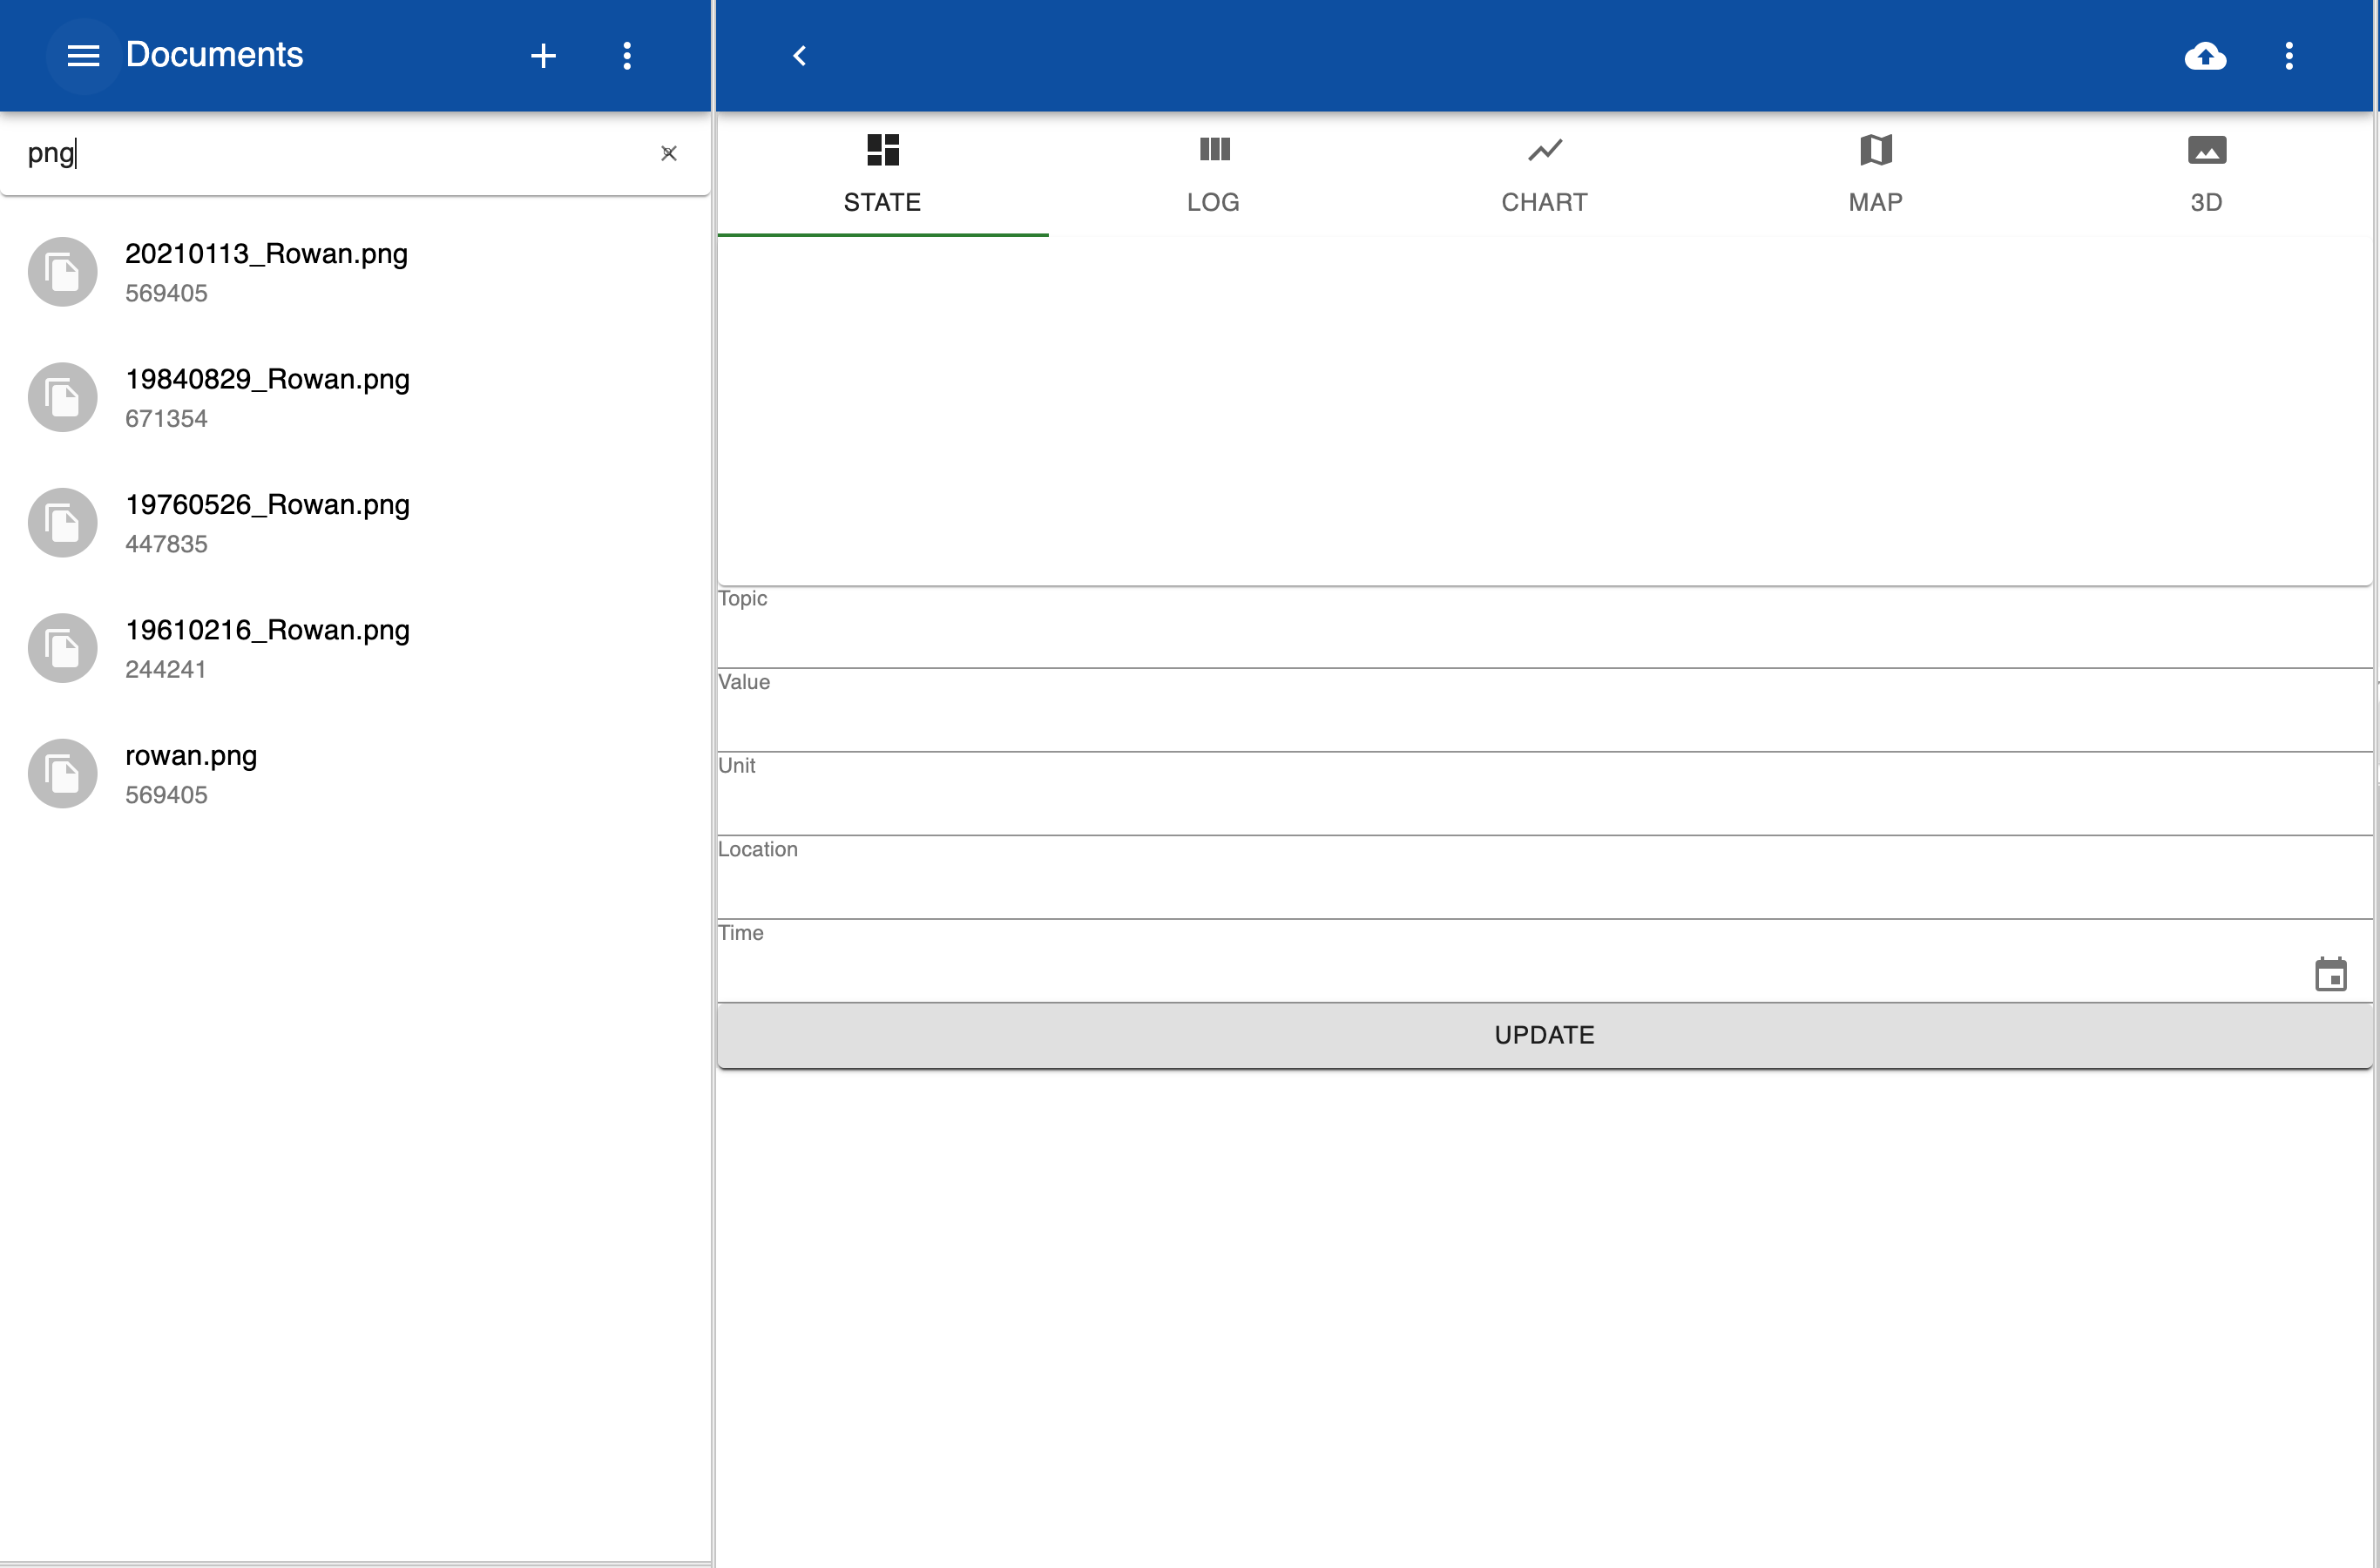 Documents
png
20210113_Rowan.png
569405
19840829_Rowan.png
671354
19760526_Rowan.png
447835
19610216_Rowan.png
244241
rowan.png
569405
STATE
LOG
CHART
MAP
3D
Topic
Value
Unit
Location
Time
UPDATE